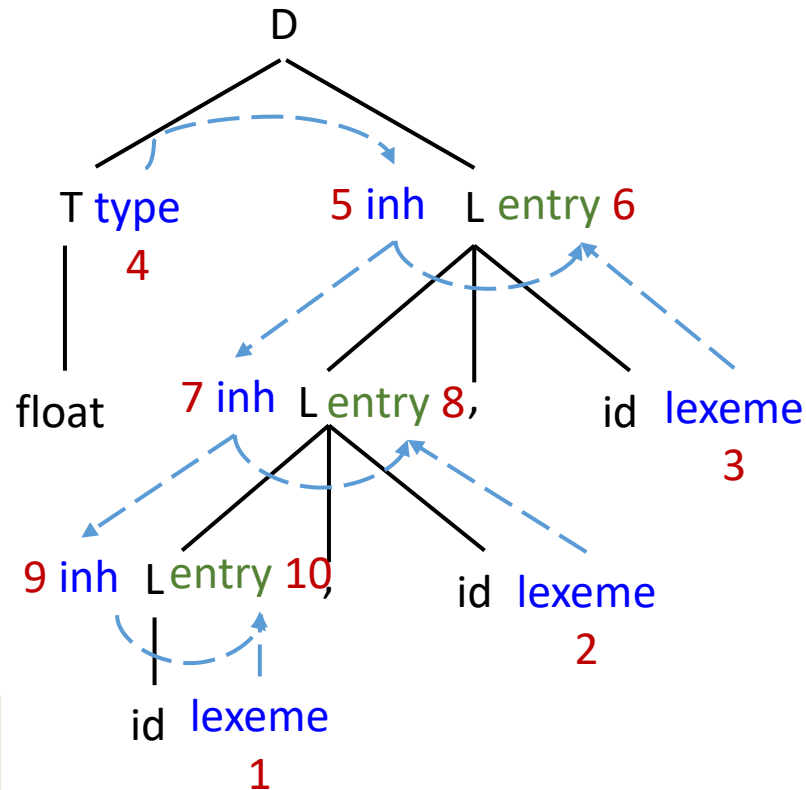 D
T type 5 inh L entry 6
4
float 7 inh L entry 8 , id lexeme
3
9 inh L entry 10 , id lexeme
2
id lexeme
1